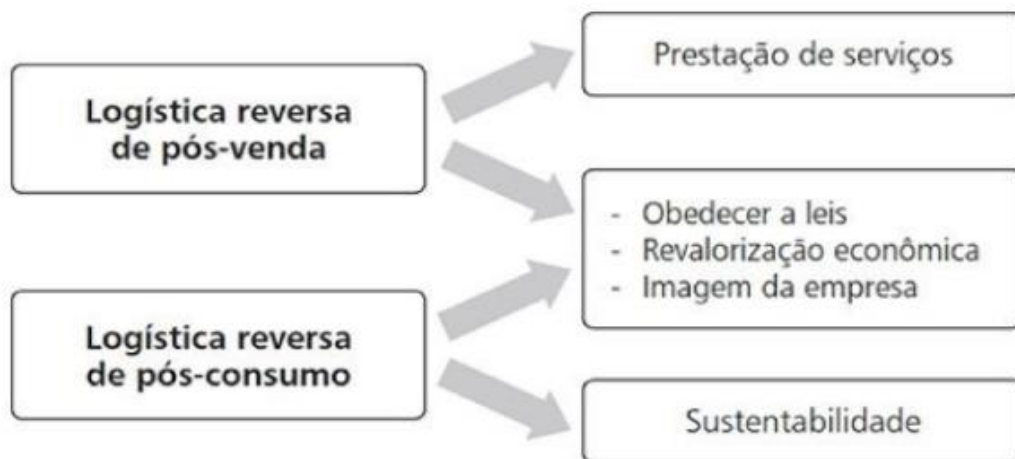 Logística reversa
de pós-venda
Prestação de serviços
- Obedecer a leis
- Revalorização econômica
- Imagem da empresa
Logística reversa
de pós-consumo
Sustentabilidade